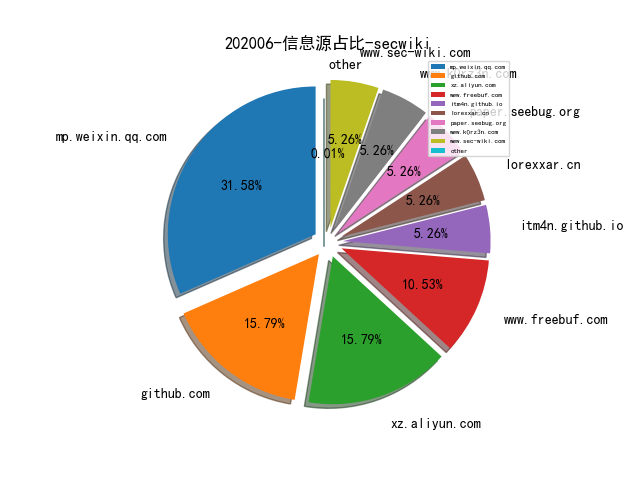 202006-信息源占比-secwiki
www.sec-wiki.com
other
mp.weixin.qq.com
github.com
xz.aliyun.com
www.freebuf.com
itm4n.github.io
lorexxar.cn
paper.seebug.org
www.k0rz3n.com
www.sec-wiki.com
other
www.k0rz3n.com
paper.seebug.org
lorexxar.cn
itm4n.github.io
www.freebuf.com
xz.aliyun.com
github.com
mp.weixin.qq.com
5.26%
0.01%
5.26%
5.26%
5.26%
5.26%
10.53%
15.79%
15.79%
31.58%